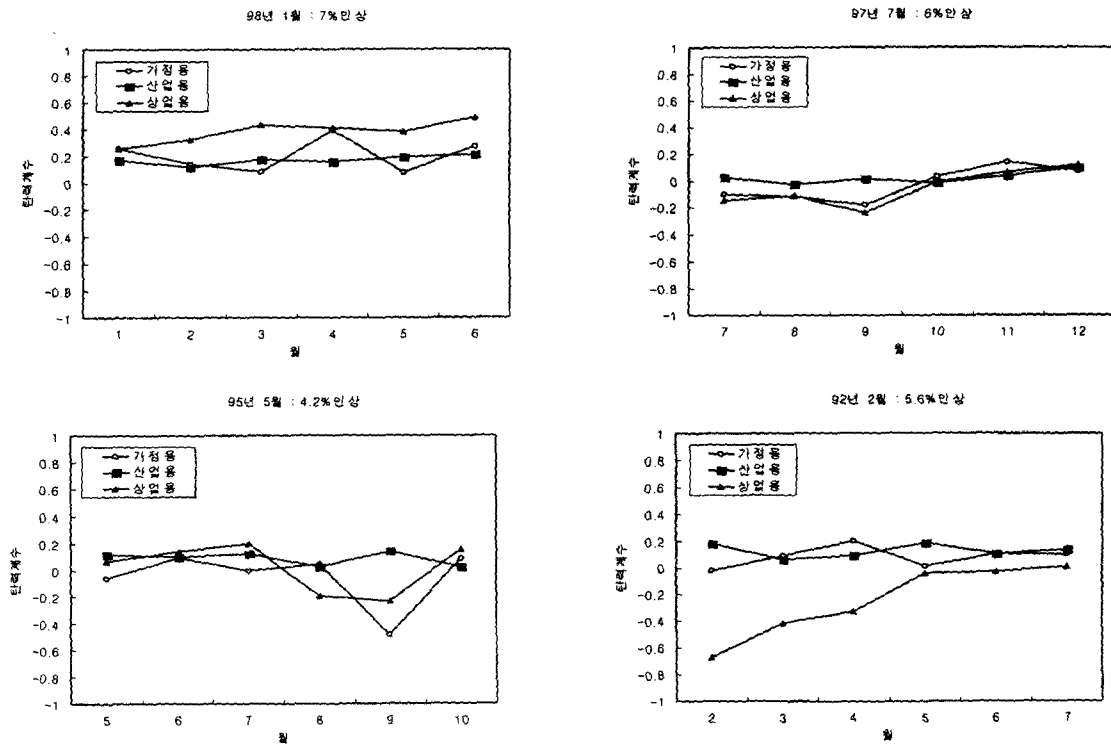 98년 1월 : 7%인상
1
0.8
0.6
0.4
0.2
0
-0.2
-0.4
-0.6
-0.8
-1
탄력계수
가정용
산업용
상업용
1 2 3 4 5 6
월
97년 7월 : 6%인상
1
0.8
0.6
0.4
0.2
0
-0.2
-0.4
-0.6
-0.8
-1
탄력계수
가정용
산업용
상업용
7 8 9 10 11 12
월
95년 5월 : 4.2%인상
1
0.8
0.6
0.4
0.2
0
-0.2
-0.4
-0.6
-0.8
-1
탄력계수
가정용
산업용
상업용
5 6 7 8 9 10
월
92년 2월 : 5.6%인상
1
0.8
0.6
0.4
0.2
0
-0.2
-0.4
-0.6
-0.8
-1
탄력계수
가정용
산업용
상업용
2 3 4 5 6 7
월